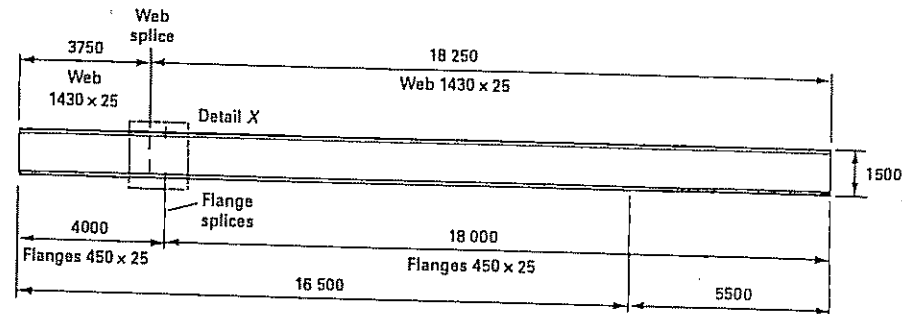 Web
splice
3750
18 250
Web
1430 x 25
Web 1430 x 25
Detail X
1500
Flange
splices
4000
18 000
Flanges 450 x 25
Flanges 450 x 25
16 500
5500